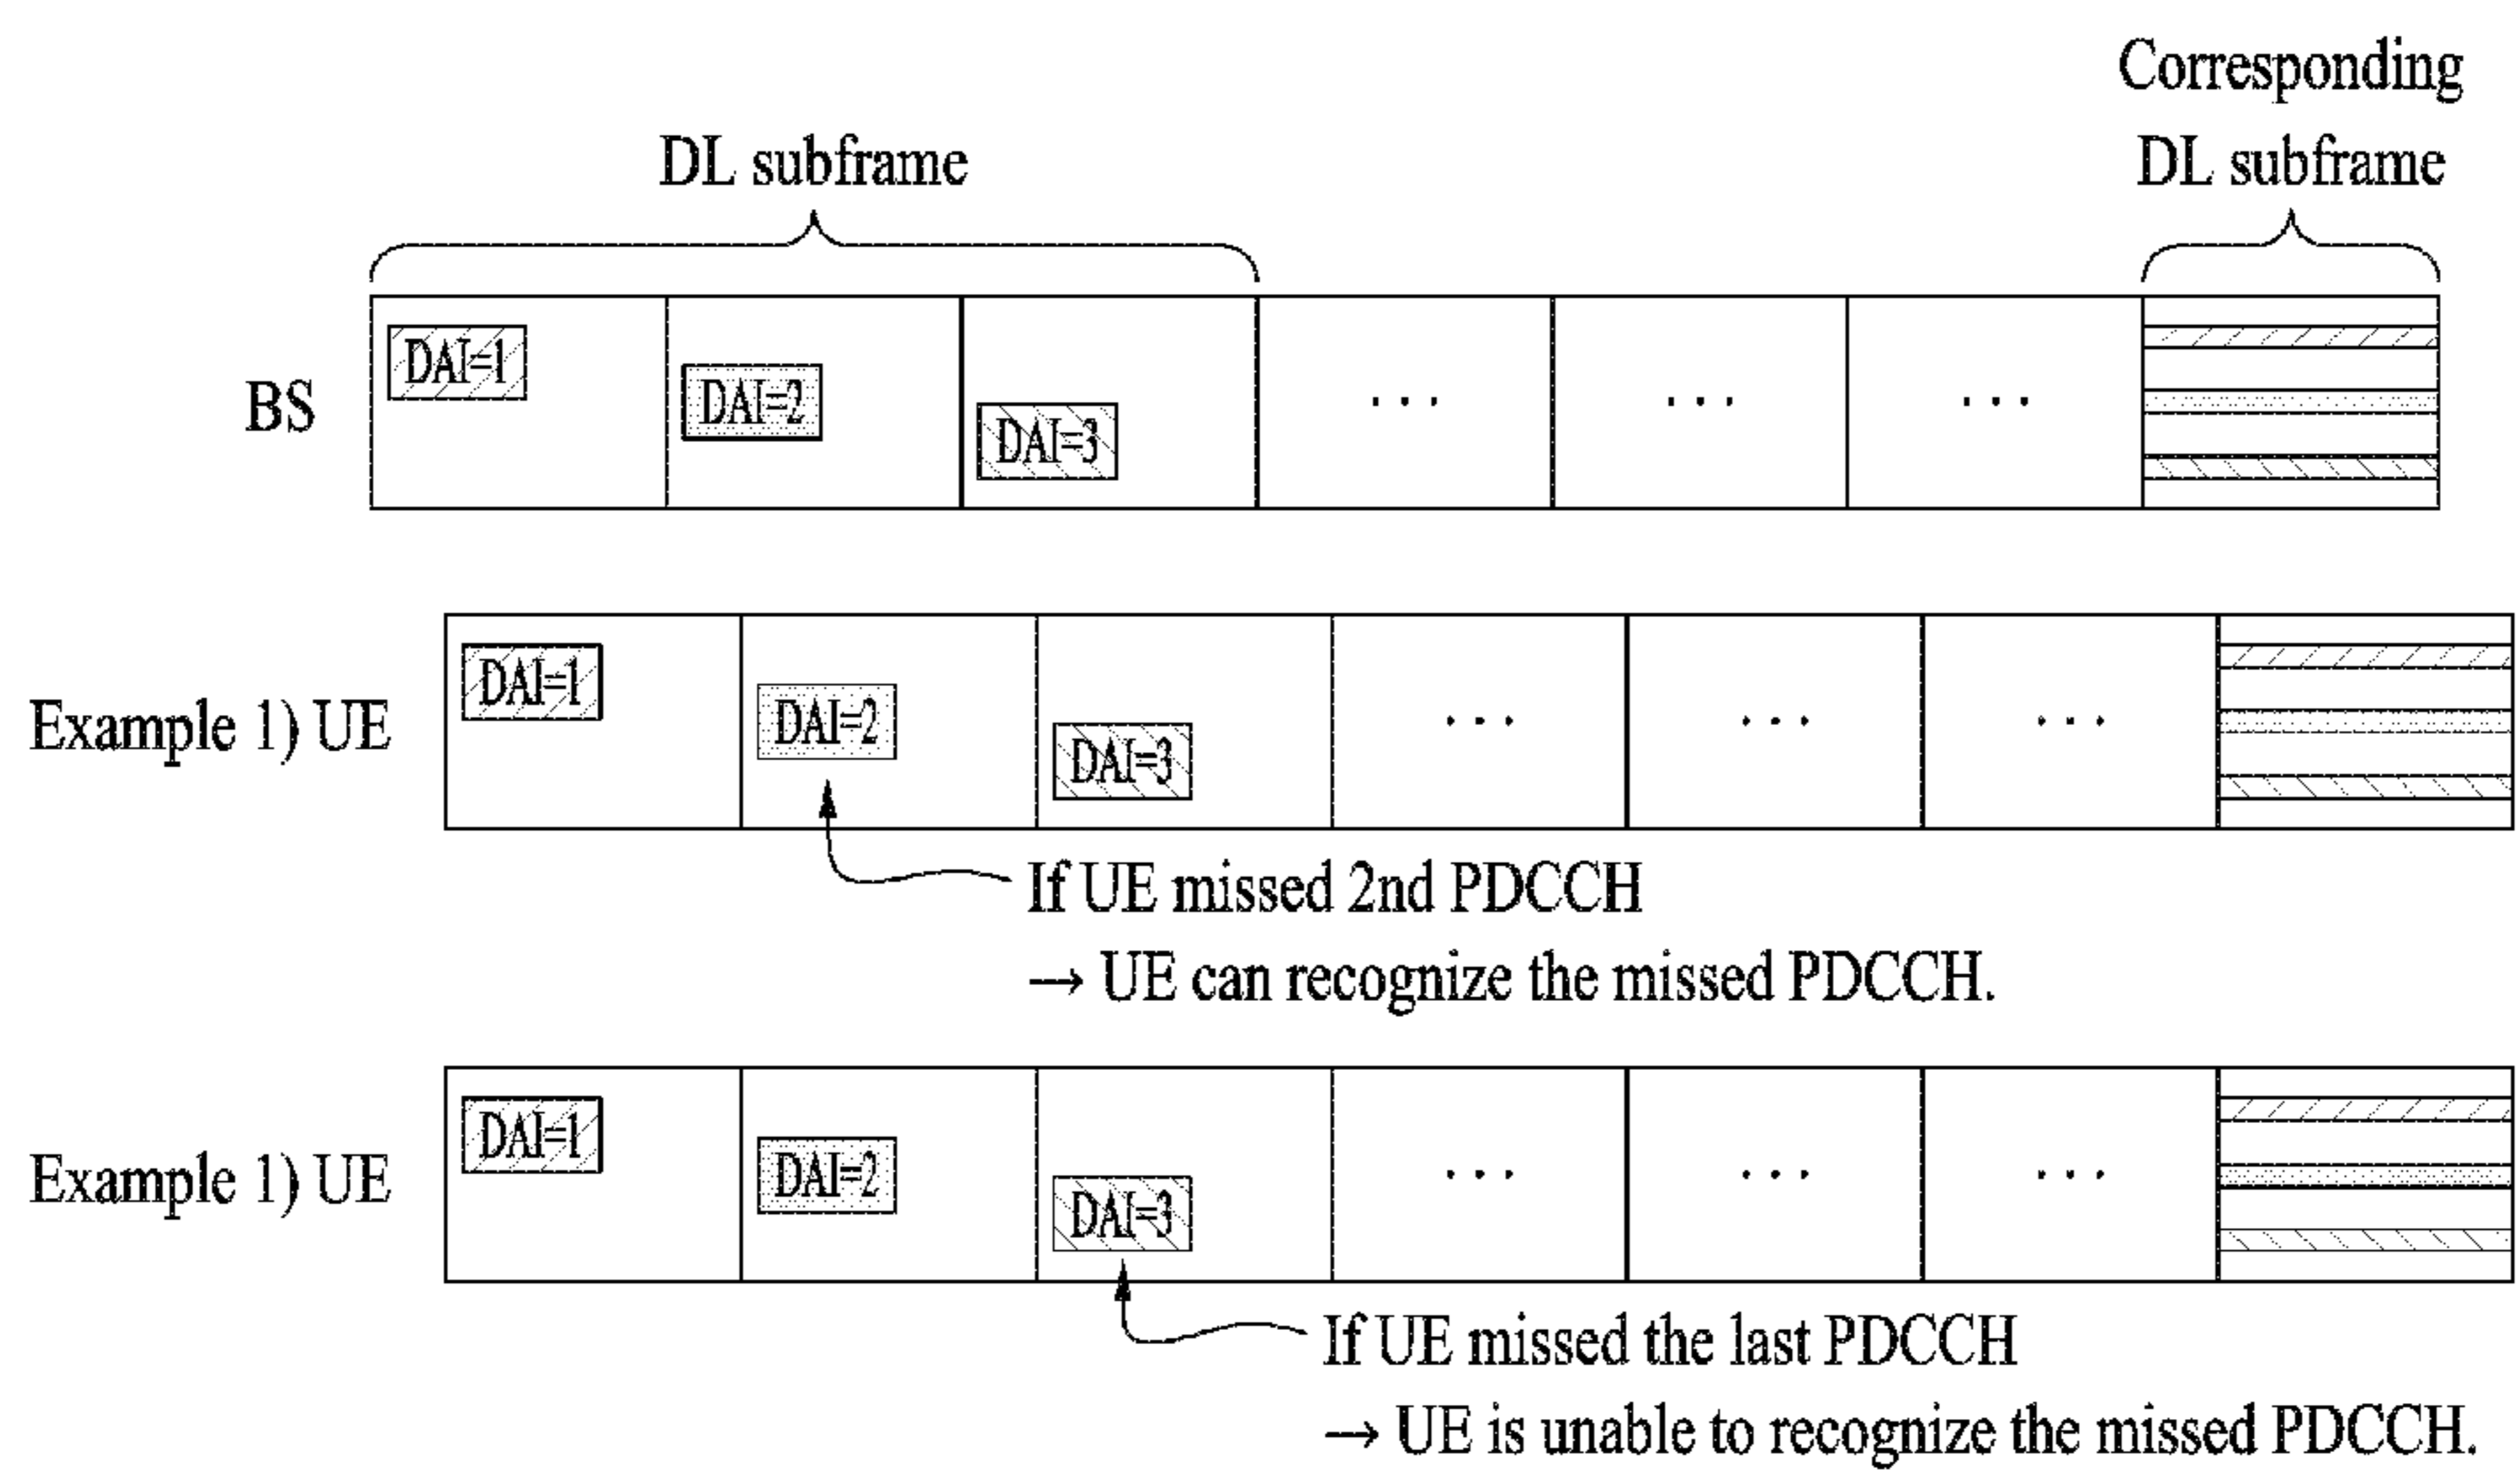 Corresponding
DL subframe DL subframe
BS DAI=1 DAI=2 DAI=3 ... ... ...
Example 1) UE DAI=1 DAI=2 DAI=3 ... ... ...
If UE missed 2nd PDCCH
→ UE can recognize the missed PDCCH.
Example 1) UE DAI=1 DAI=2 DAI=3 ... ... ...
If UE missed the last PDCCH
→ UE is unable to recognize the missed PDCCH.